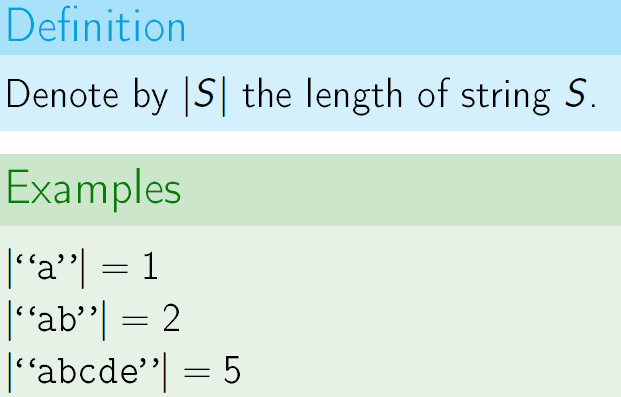 Definition
Denote by |S| the length of string S.
Examples
|‘‘a’’| = 1
|‘‘ab’’| = 2
|‘‘abcde’’| = 5